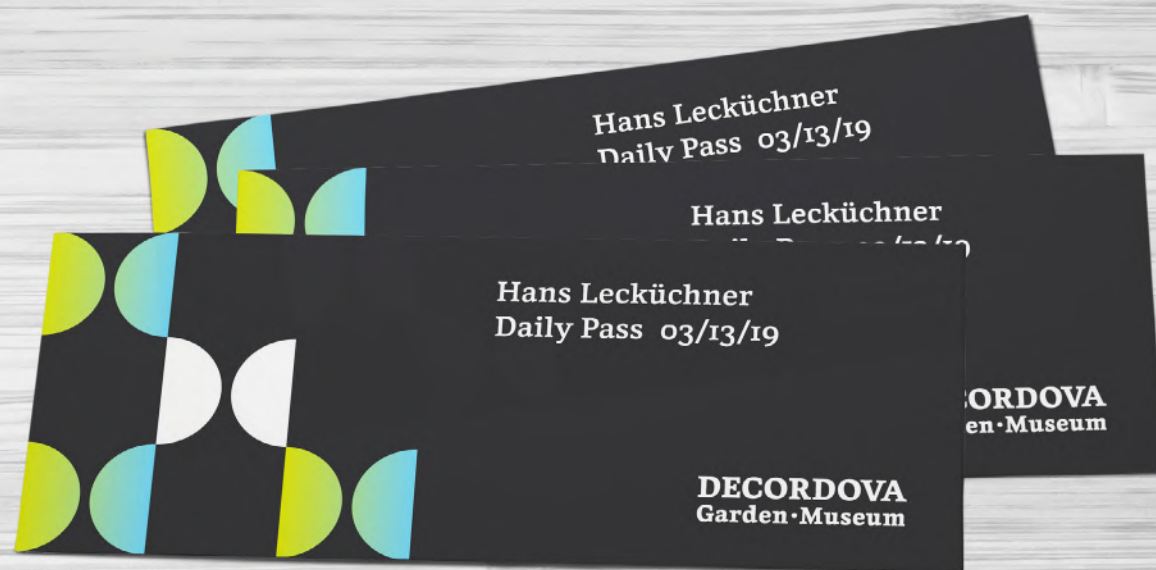 Hans Lecküchner
Daily Pass 03/13/19
Hans Lecküchner
Hans Lecküchner
Daily Pass 03/13/19
DECORDOVA
Garden·Museum